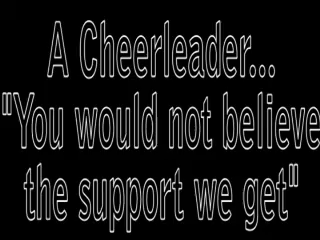 A Cheerleader...
"You would not believe
the support we get"